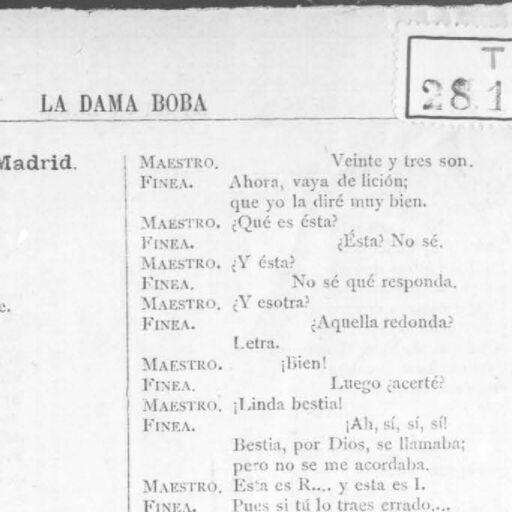 T
28.1
LA DAMA BOBA
Madrid.
e.
MAESTRO. Veinte y tres son.
FINEA. Ahora, vaya de lición;
que yo la diré muy bien.
MAESTRO. ¿Qué es ésta?
FINEA. ¿Ésta? No sé.
MAESTRO. ¿Y ésta?
FINEA. No sé qué responda.
MAESTRO. ¿Y esotra?
FINEA. ¿Aquella redonda?
Letra.
MAESTRO. ¡Bien!
FINEA. Luego ¿acerté?
MAESTRO. ¡Linda bestia!
FINEA. ¡Ah, sí, sí, sí!
Bestia, por Dios, se llamaba;
pero no se me acordaba.
MAESTRO. Esta es R.... y esta es I.
FINEA. Pues si tú lo traes errado....